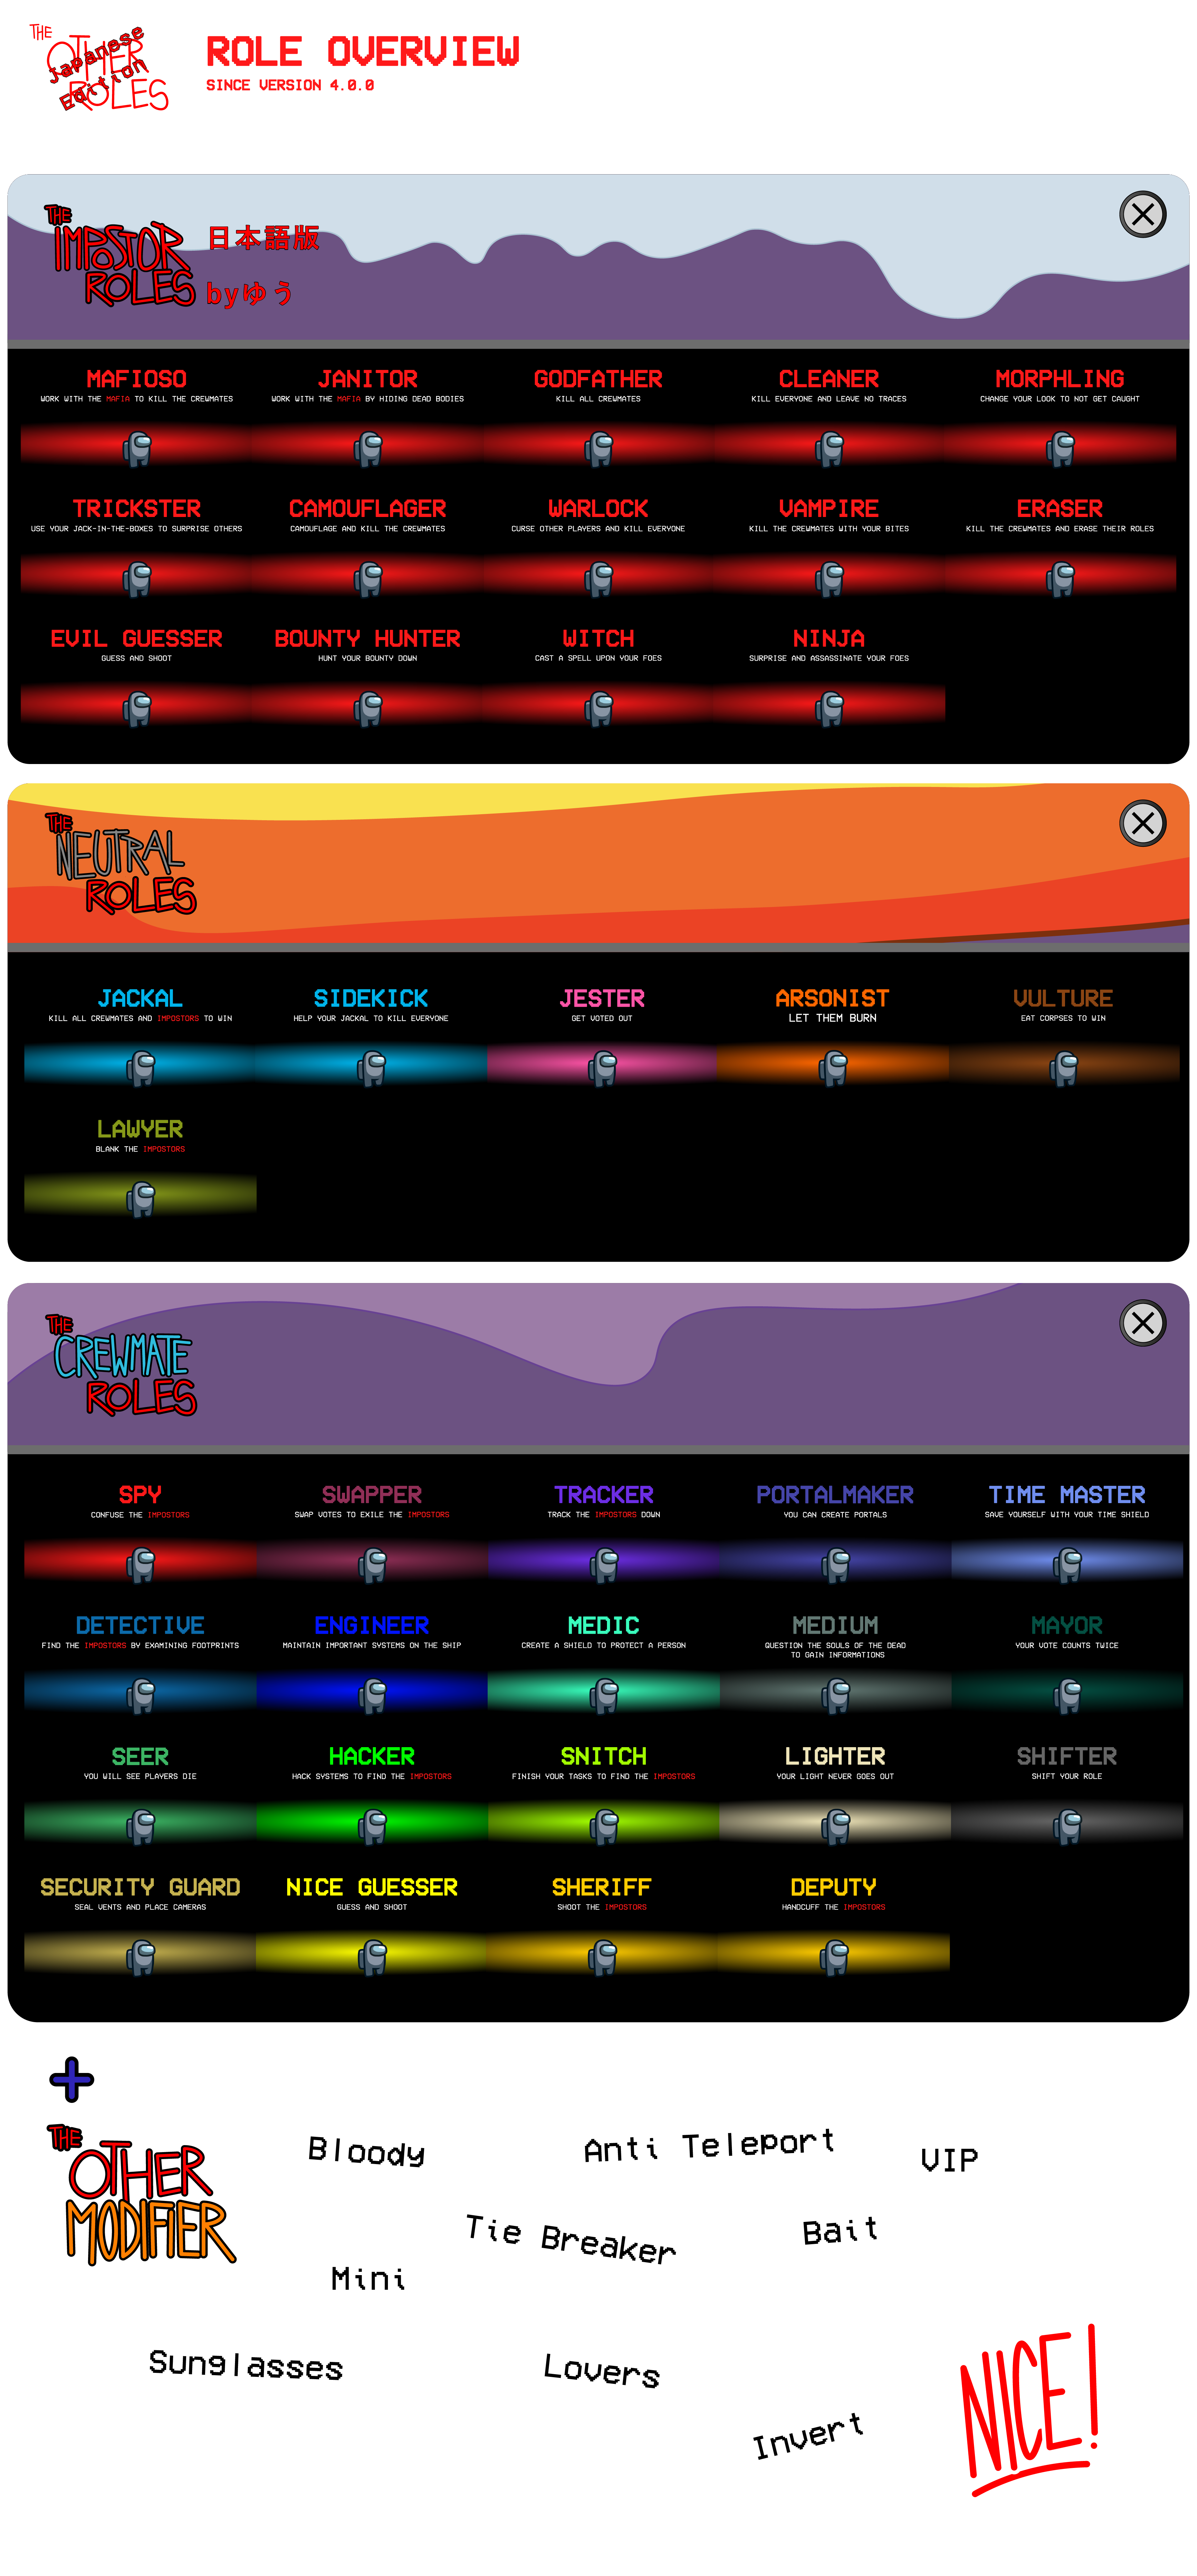 THE
OTHER
ROLES
Japanese
Edition
ROLE OVERVIEW
SINCE VERSION 4.0.0
THE
IMPOSTOR
ROLES
日本語版
byゆう
MAFIOSO
WORK WITH THE MAFIA TO KILL THE CREWMATES
JANITOR
WORK WITH THE MAFIA BY HIDING DEAD BODIES
GODFATHER
KILL ALL CREWMATES
CLEANER
KILL EVERYONE AND LEAVE NO TRACES
MORPHLING
CHANGE YOUR LOOK TO NOT GET CAUGHT
TRICKSTER
USE YOUR JACK-IN-THE-BOXES TO SURPRISE OTHERS
CAMOUFLAGER
CAMOUFLAGE AND KILL THE CREWMATES
WARLOCK
CURSE OTHER PLAYERS AND KILL EVERYONE
VAMPIRE
KILL THE CREWMATES WITH YOUR BITES
ERASER
KILL THE CREWMATES AND ERASE THEIR ROLES
EVIL GUESSER
GUESS AND SHOOT
BOUNTY HUNTER
HUNT YOUR BOUNTY DOWN
WITCH
CAST A SPELL UPON YOUR FOES
NINJA
SURPRISE AND ASSASSINATE YOUR FOES
THE
NEUTRAL
ROLES
JACKAL
KILL ALL CREWMATES AND IMPOSTORS TO WIN
SIDEKICK
HELP YOUR JACKAL TO KILL EVERYONE
JESTER
GET VOTED OUT
ARSONIST
LET THEM BURN
VULTURE
EAT CORPSES TO WIN
LAWYER
BLANK THE IMPOSTORS
THE
CREWMATE
ROLES
SPY
CONFUSE THE IMPOSTORS
SWAPPER
SWAP VOTES TO EXILE THE IMPOSTORS
TRACKER
TRACK THE IMPOSTORS DOWN
PORTALMAKER
YOU CAN CREATE PORTALS
TIME MASTER
SAVE YOURSELF WITH YOUR TIME SHIELD
DETECTIVE
FIND THE IMPOSTORS BY EXAMINING FOOTPRINTS
ENGINEER
MAINTAIN IMPORTANT SYSTEMS ON THE SHIP
MEDIC
CREATE A SHIELD TO PROTECT A PERSON
MEDIUM
QUESTION THE SOULS OF THE DEAD
TO GAIN INFORMATIONS
MAYOR
YOUR VOTE COUNTS TWICE
SEER
YOU WILL SEE PLAYERS DIE
HACKER
HACK SYSTEMS TO FIND THE IMPOSTORS
SNITCH
FINISH YOUR TASKS TO FIND THE IMPOSTORS
LIGHTER
YOUR LIGHT NEVER GOES OUT
SHIFTER
SHIFT YOUR ROLE
SECURITY GUARD
SEAL VENTS AND PLACE CAMERAS
NICE GUESSER
GUESS AND SHOOT
SHERIFF
SHOOT THE IMPOSTORS
DEPUTY
HANDCUFF THE IMPOSTORS
THE
OTHER
MODIFIER
Bloody
Anti Teleport
VIP
Tie Breaker
Bait
Mini
Sunglasses
Lovers
Invert
NICE!